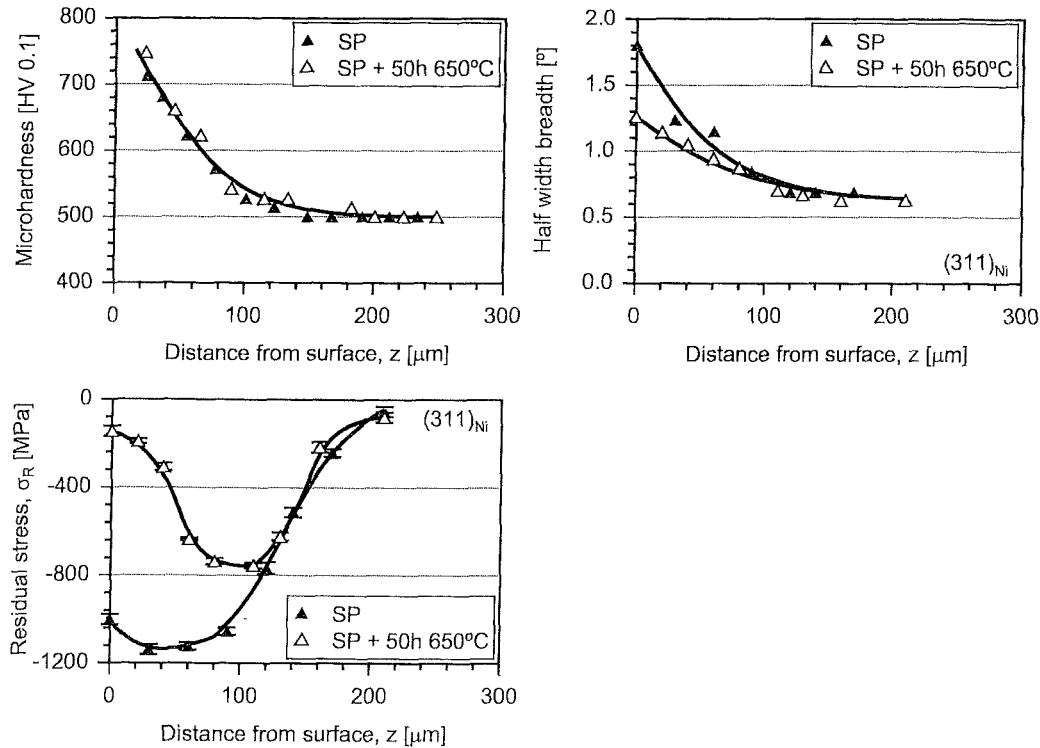 800
700
600
500
400
Microhardness [HV 0.1]
SP
SP + 50h 650ºC
0
100
200
300
Distance from surface, z [µm]
2.0
1.5
1.0
0.5
0.0
Half width breadth [º]
SP
SP + 50h 650ºC
(311)Ni
0
100
200
300
Distance from surface, z [µm]
0
-400
-800
-1200
Residual stress, σR [MPa]
(311)Ni
SP
SP + 50h 650ºC
0
100
200
300
Distance from surface, z [µm]